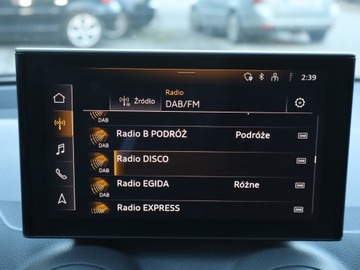 2:39
Radio
Źródło DAB/FM
DAB
Radio B PODRÓŻ Podróże
DAB
Radio DISCO
DAB
Radio EGIDA Różne
DAB
Radio EXPRESS